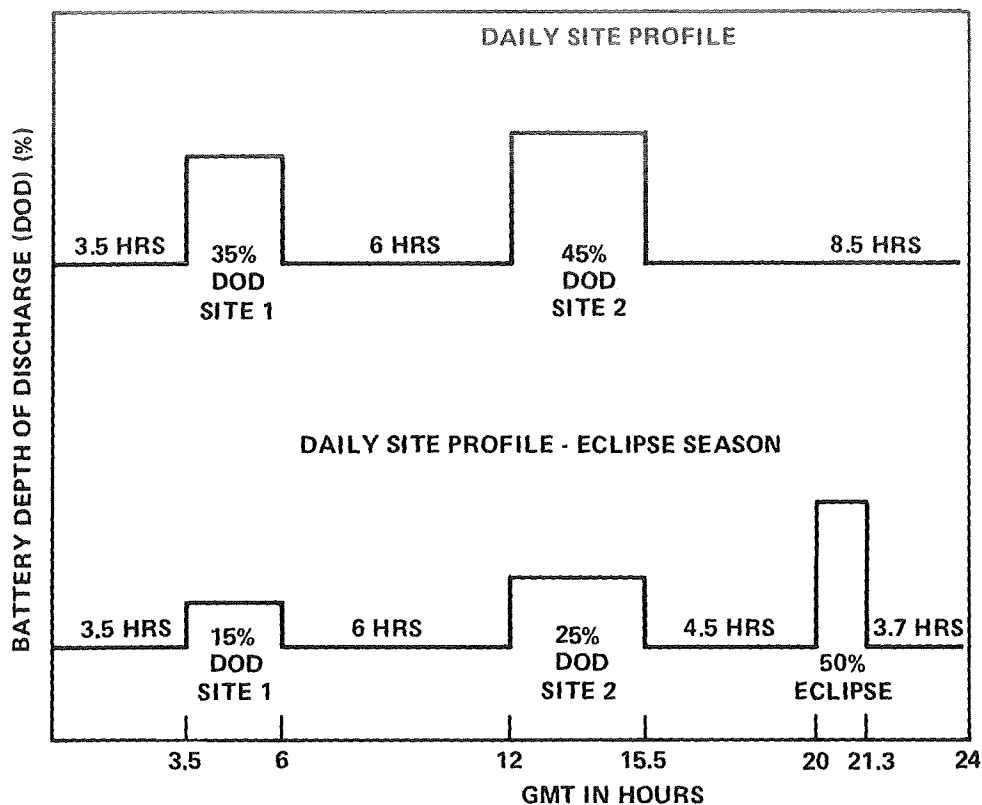 DAILY SITE PROFILE
BATTERY DEPTH OF DISCHARGE (DOD) (%)
3.5 HRS
35%
DOD
SITE 1
6 HRS
45%
DOD
SITE 2
8.5 HRS
DAILY SITE PROFILE - ECLIPSE SEASON
3.5 HRS
15%
DOD
SITE 1
6 HRS
25%
DOD
SITE 2
4.5 HRS
50%
ECLIPSE
3.7 HRS
3.5 6 12 15.5 20 21.3 24
GMT IN HOURS